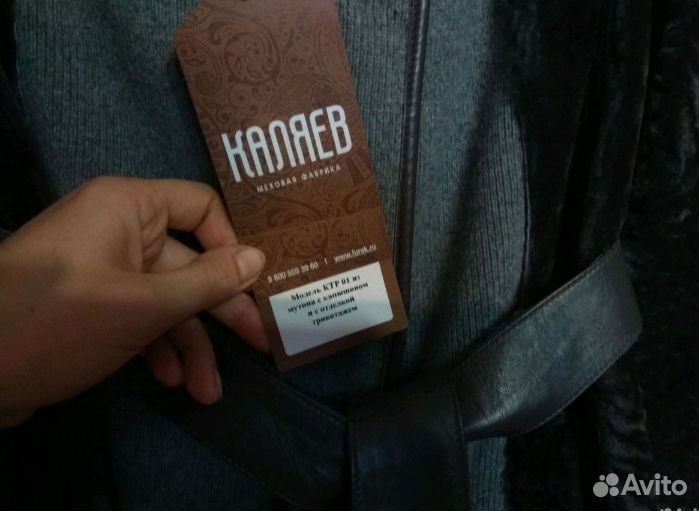 КАЛЯЕВ
МЕХОВАЯ ФАБРИКА
8 800 555 39 60 | www.furek.ru
Модель КТР 01 из
мутона с капюшоном
и с отделкой
трикотажем
Avito